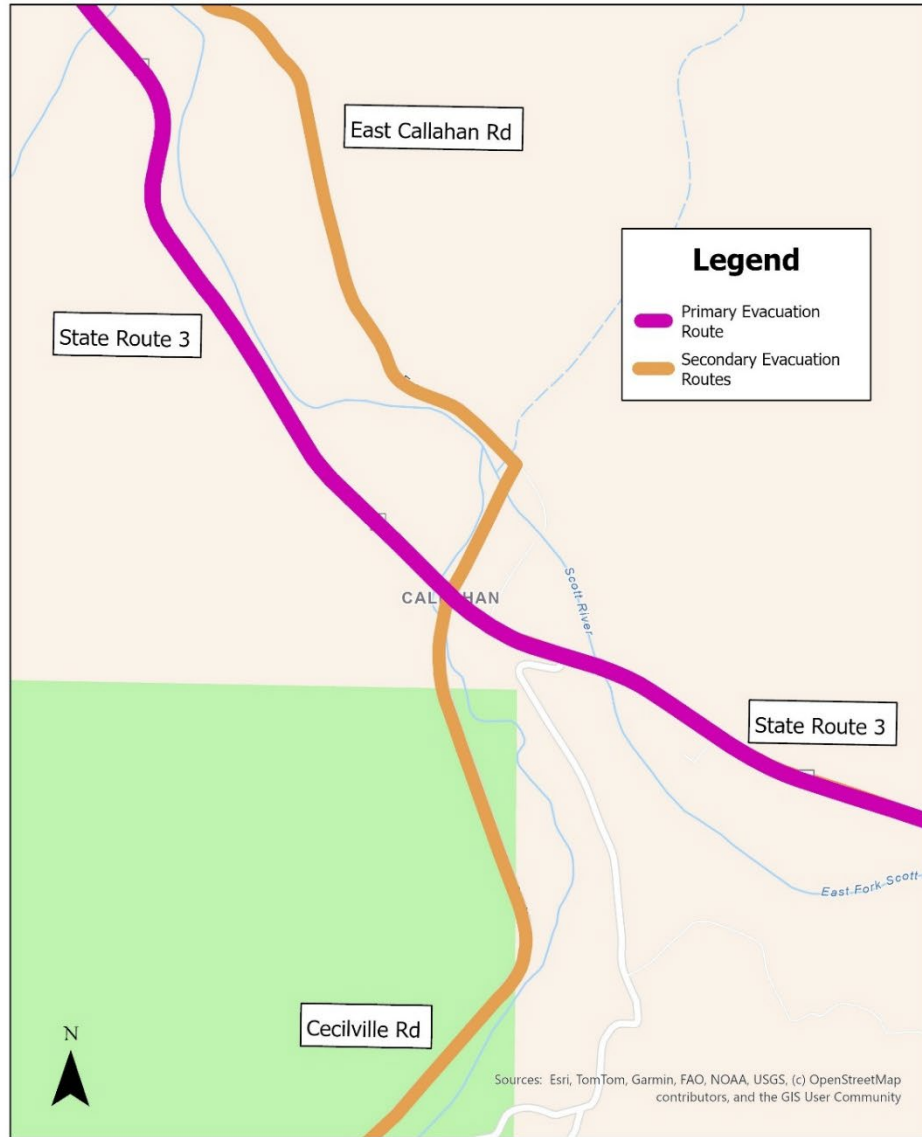 East Callahan Rd
Legend
Primary Evacuation
Route
Secondary Evacuation
Routes
State Route 3
Scott River
State Route 3
East Fork Scott
Cecilville Rd
N
Sources: Esri, TomTom, Garmin, FAO, NOAA, USGS, (c) OpenStreetMap
contributors, and the GIS User Community